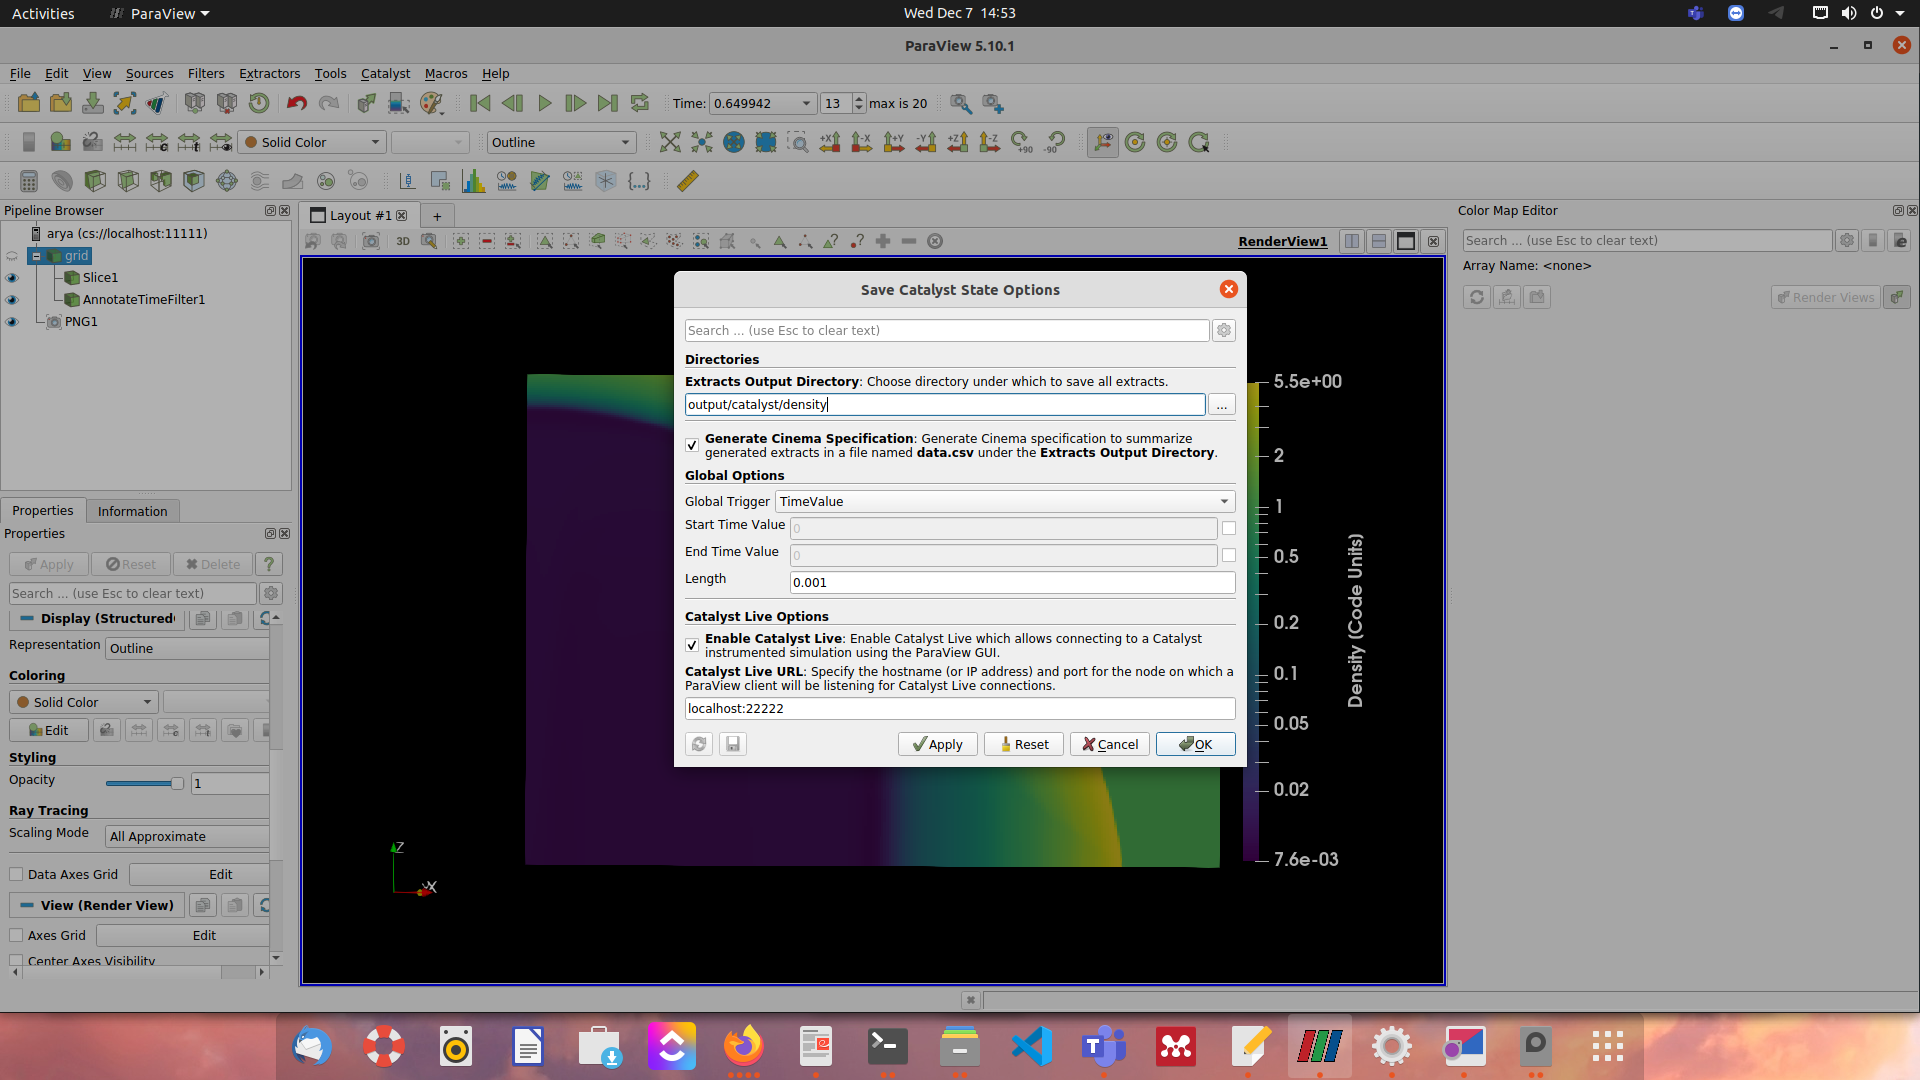 Activities
ParaView
Wed Dec 7 14:53
ParaView 5.10.1
File Edit View Sources Filters Extractors Tools Catalyst Macros Help
Time: 0.649942 13 max is 20
Solid Color
Outline
+X -X +Y -Y +Z -Z +90 -90
Pipeline Browser
arya (cs://localhost:11111)
grid
Slice1
AnnotateTimeFilter1
PNG1
Properties
Information
Properties
Apply Reset Delete ?
Search ... (use Esc to clear text)
Display (Structured
Representation Outline
Coloring
Solid Color
Edit
Styling
Opacity 1
Ray Tracing
Scaling Mode All Approximate
Data Axes Grid Edit
View (Render View)
Axes Grid Edit
Center Axes Visibility
Layout #1
+
3D
RenderView1
Z
X
Save Catalyst State Options
Search ... (use Esc to clear text)
Directories
Extracts Output Directory: Choose directory under which to save all extracts.
output/catalyst/density
...
Generate Cinema Specification: Generate Cinema specification to summarize
generated extracts in a file named data.csv under the Extracts Output Directory.
Global Options
Global Trigger TimeValue
Start Time Value 0
End Time Value 0
Length 0.001
Catalyst Live Options
Enable Catalyst Live: Enable Catalyst Live which allows connecting to a Catalyst
instrumented simulation using the ParaView GUI.
Catalyst Live URL: Specify the hostname (or IP address) and port for the node on which a
ParaView client will be listening for Catalyst Live connections.
localhost:22222
Apply Reset Cancel OK
5.5e+00
2
1
0.5
0.2
0.1
0.05
0.02
7.6e-03
Density (Code Units)
Color Map Editor
Search ... (use Esc to clear text)
Array Name: <none>
Render Views